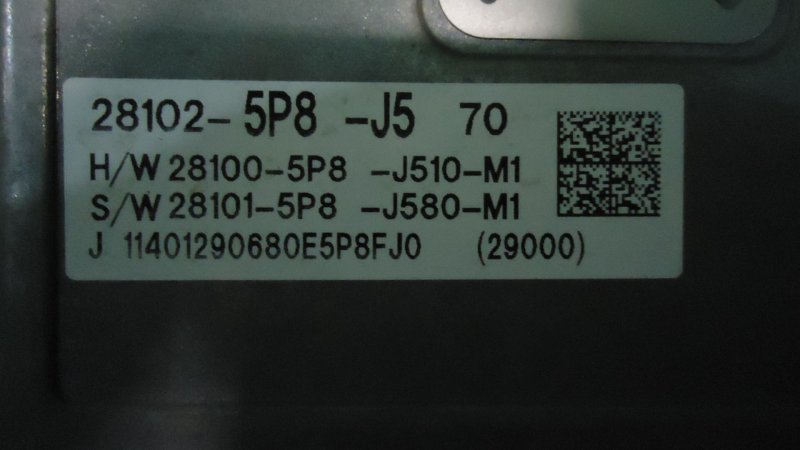 28102-5P8 -J5 70
H/W 28100-5P8 -J510-M1
S/W 28101-5P8 -J580-M1
J 11401290680E5P8FJ0 (29000)